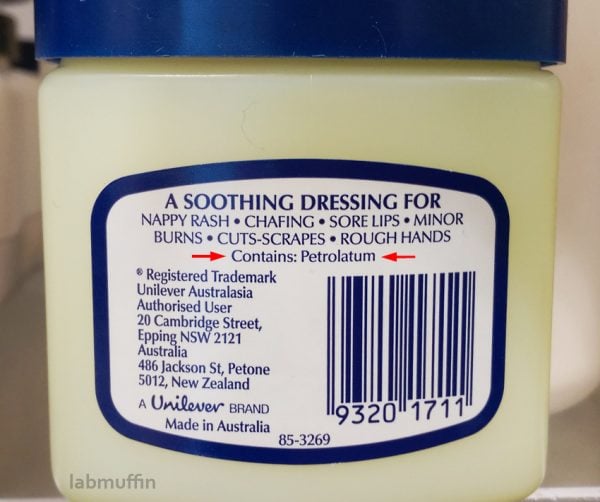 A SOOTHING DRESSING FOR
NAPPY RASH • CHAFING • SORE LIPS • MINOR
BURNS • CUTS-SCRAPES • ROUGH HANDS
Contains: Petrolatum
® Registered Trademark
Unilever Australasia
Authorised User
20 Cambridge Street,
Epping NSW 2121
Australia
486 Jackson St, Petone
5012, New Zealand
A Unilever BRAND
Made in Australia
9320 1711
85-3269
labmuffin